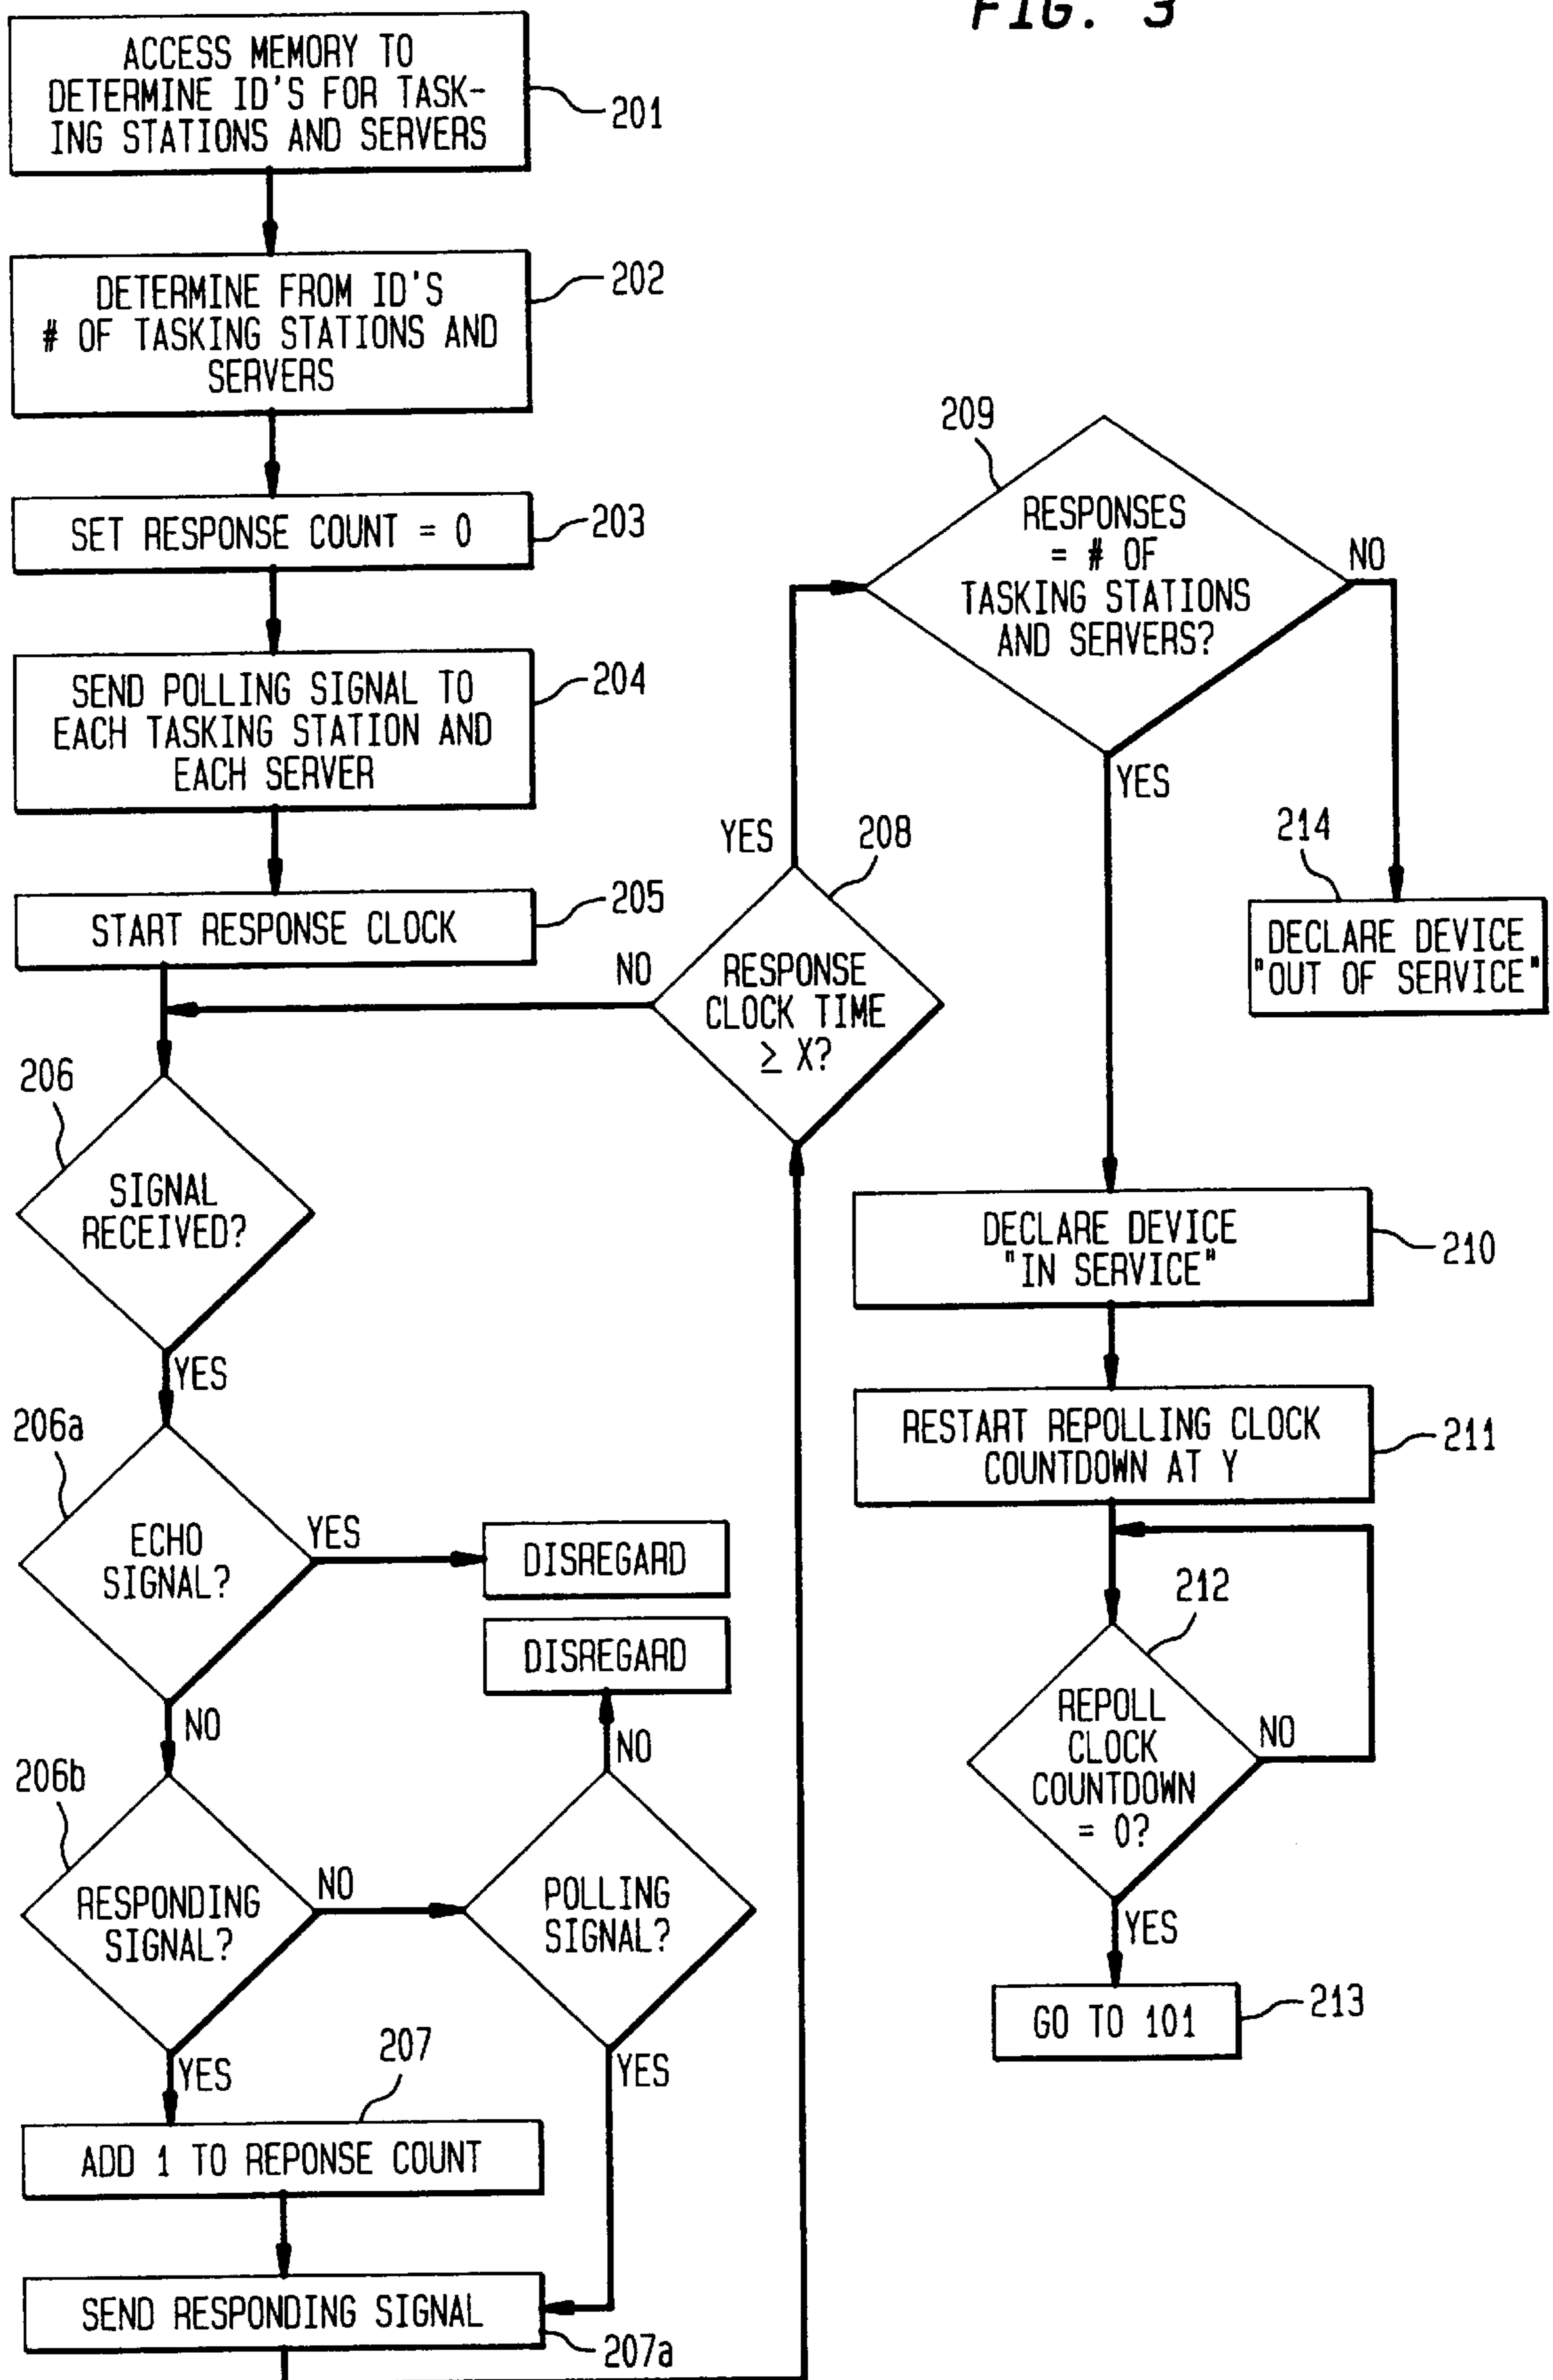 FIG. 3
ACCESS MEMORY TO
DETERMINE ID'S FOR TASK-
ING STATIONS AND SERVERS
201
DETERMINE FROM ID'S
# OF TASKING STATIONS AND
SERVERS
202
SET RESPONSE COUNT = 0
203
SEND POLLING SIGNAL TO
EACH TASKING STATION AND
EACH SERVER
204
START RESPONSE CLOCK
205
206
SIGNAL
RECEIVED?
YES
206a
ECHO
SIGNAL?
YES
DISREGARD
NO
206b
RESPONDING
SIGNAL?
NO
POLLING
SIGNAL?
NO
DISREGARD
YES
YES
207
ADD 1 TO REPONSE COUNT
SEND RESPONDING SIGNAL
207a
208
RESPONSE
CLOCK TIME
≥ X?
NO
YES
209
RESPONSES
= # OF
TASKING STATIONS
AND SERVERS?
NO
YES
214
DECLARE DEVICE
"OUT OF SERVICE"
DECLARE DEVICE
"IN SERVICE"
210
RESTART REPOLLING CLOCK
COUNTDOWN AT Y
211
212
REPOLL
CLOCK
COUNTDOWN
= 0?
NO
YES
GO TO 101
213